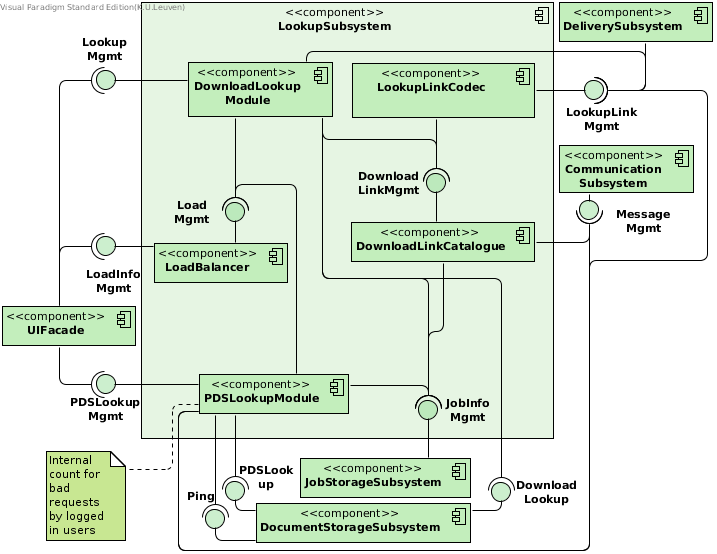 Visual Paradigm Standard Edition(K.U.Leuven)
<<component>>
LookupSubsystem
<<component>>
DeliverySubsystem
Lookup
Mgmt
<<component>>
DownloadLookup
Module
<<component>>
LookupLinkCodec
LookupLink
Mgmt
<<component>>
Communication
Subsystem
Download
LinkMgmt
Load
Mgmt
Message
Mgmt
<<component>>
DownloadLinkCatalogue
<<component>>
LoadBalancer
LoadInfo
Mgmt
<<component>>
UIFacade
<<component>>
PDSLookupModule
PDSLookup
Mgmt
JobInfo
Mgmt
Internal
count for
bad
requests
by logged
in users
PDSLook
up
<<component>>
JobStorageSubsystem
Ping
Download
Lookup
<<component>>
DocumentStorageSubsystem